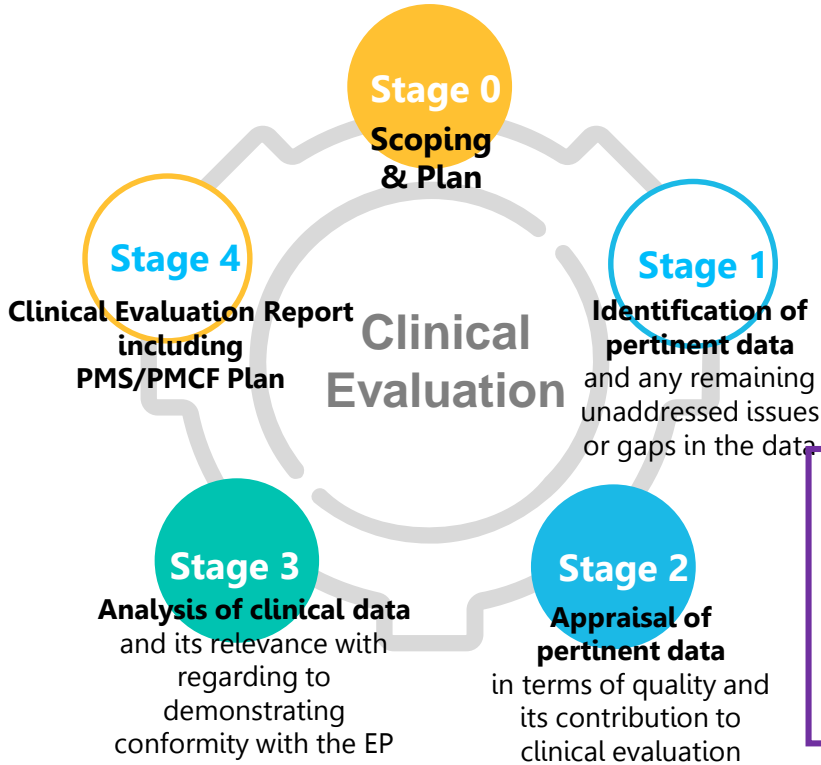 Stage 0
Scoping
& Plan
Stage 1
Identification of
pertinent data
and any remaining
unaddressed issues
or gaps in the data
Stage 2
Appraisal of
pertinent data
in terms of quality and
its contribution to
clinical evaluation
Stage 3
Analysis of clinical data
and its relevance with
regarding to
demonstrating
conformity with the EP
Stage 4
Clinical Evaluation Report
including
PMS/PMCF Plan
Clinical
Evaluation